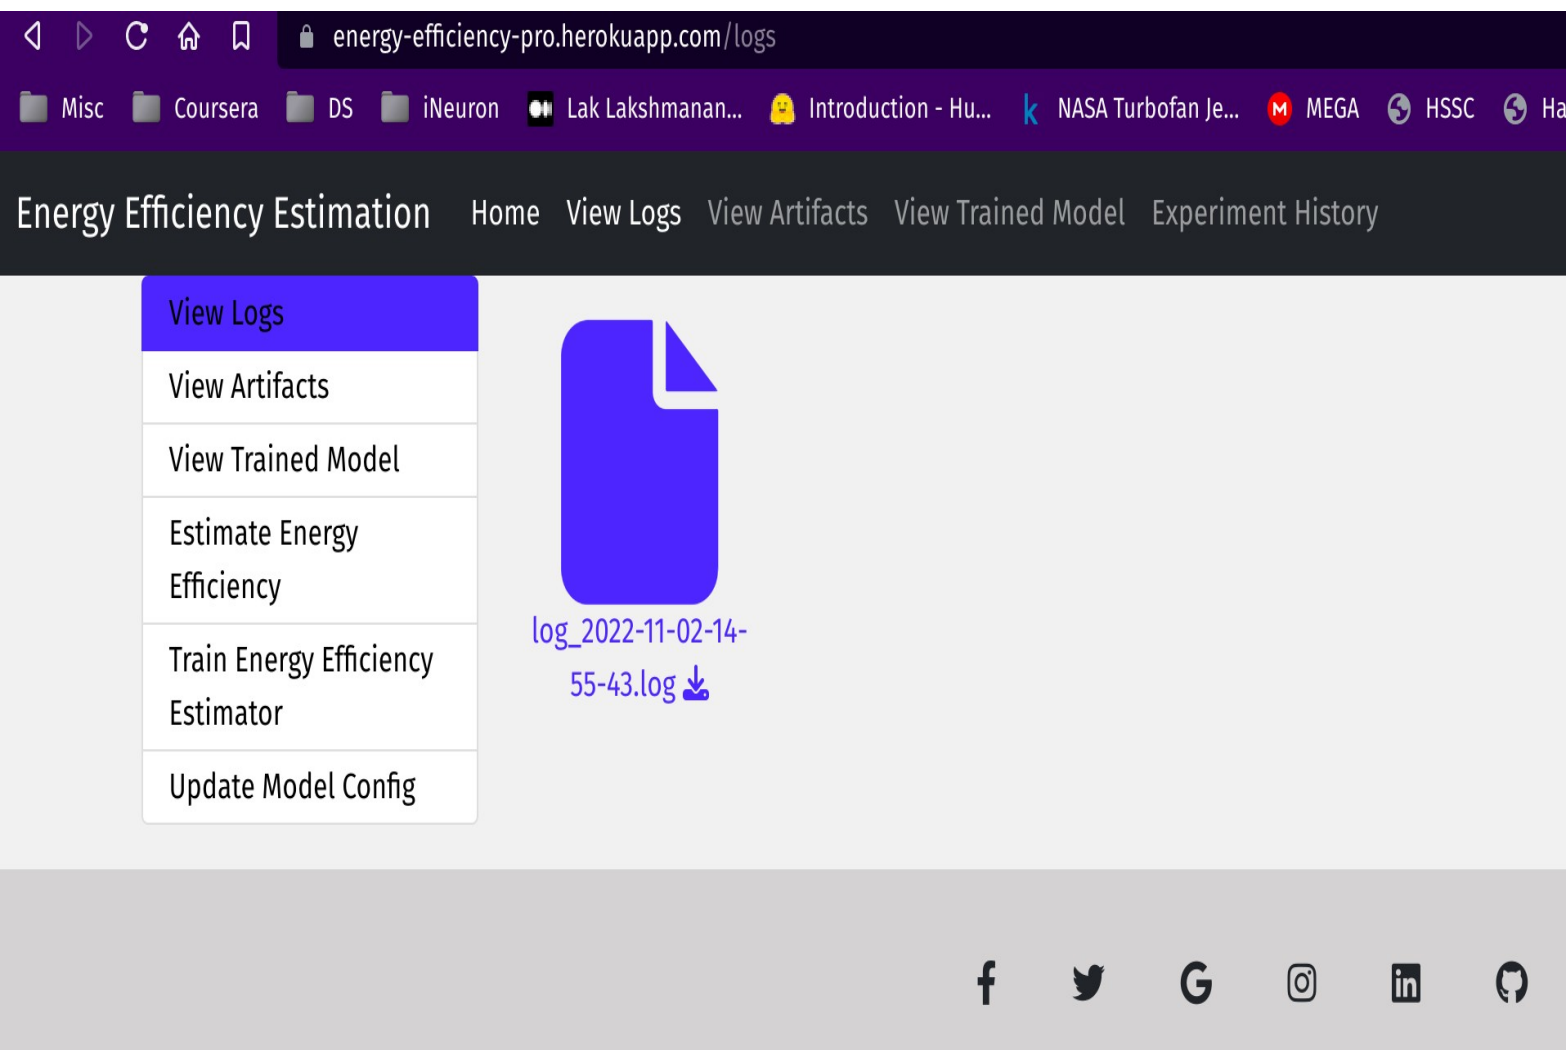 energy-efficiency-pro.herokuapp.com/logs
Misc Coursera DS iNeuron Lak Lakshmanan... Introduction - Hu... k NASA Turbofan Je... M MEGA HSSC Ha
Energy Efficiency Estimation Home View Logs View Artifacts View Trained Model Experiment History
View Logs
View Artifacts
View Trained Model
Estimate Energy
Efficiency
Train Energy Efficiency
Estimator
Update Model Config
log_2022-11-02-14-
55-43.log
f G in